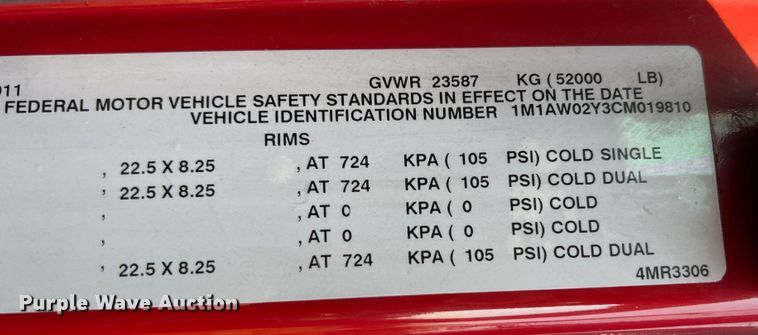 011 GVWR 23587 KG ( 52000 LB)
FEDERAL MOTOR VEHICLE SAFETY STANDARDS IN EFFECT ON THE DATE
VEHICLE IDENTIFICATION NUMBER 1M1AW02Y3CM019810
RIMS
, 22.5 X 8.25 , AT 724 KPA ( 105 PSI) COLD SINGLE
, 22.5 X 8.25 , AT 724 KPA ( 105 PSI) COLD DUAL
, , AT 0 KPA ( 0 PSI) COLD
, , AT 0 KPA ( 0 PSI) COLD
, 22.5 X 8.25 , AT 724 KPA ( 105 PSI) COLD DUAL
4MR3306
Purple Wave Auction